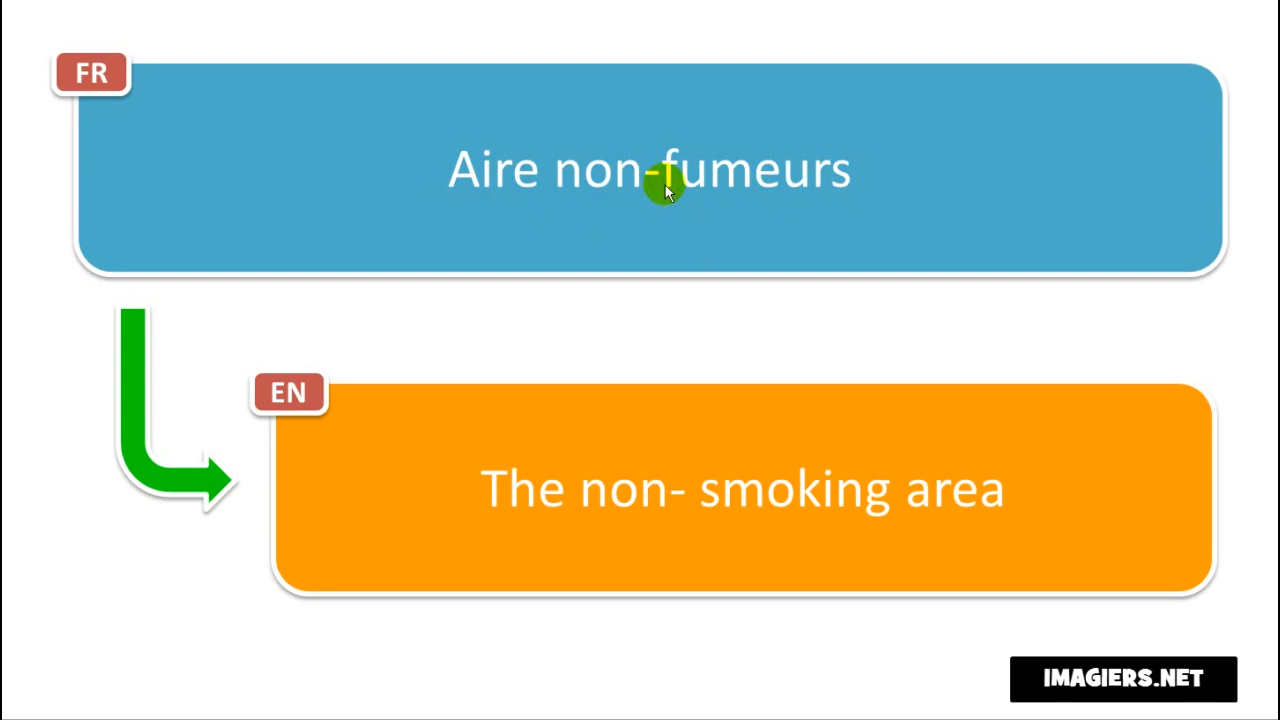 FR
Aire non-fumeurs
EN
The non- smoking area
IMAGIERS.NET